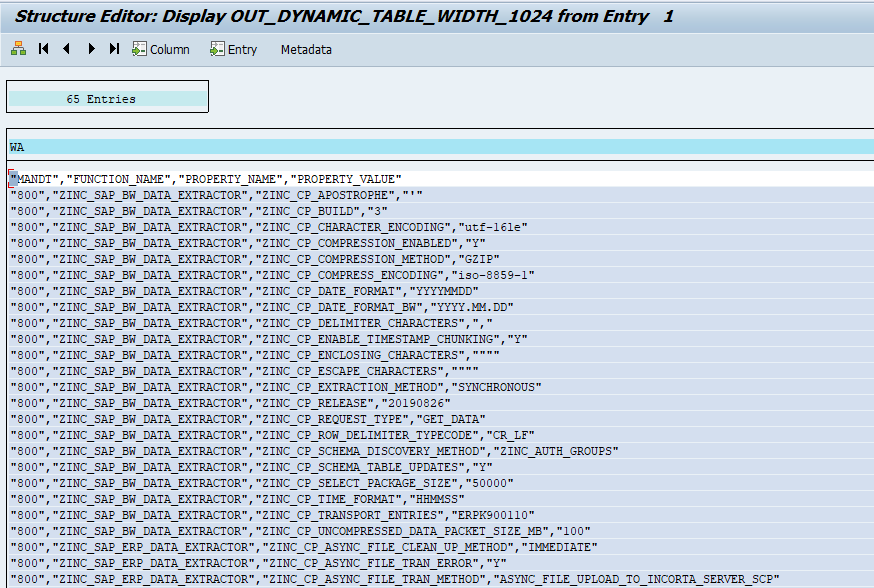 Structure Editor: Display OUT_DYNAMIC_TABLE_WIDTH_1024 from Entry 1
Column Entry Metadata
65 Entries
WA
"MANDT","FUNCTION_NAME","PROPERTY_NAME","PROPERTY_VALUE"
"800","ZINC_SAP_BW_DATA_EXTRACTOR","ZINC_CP_APOSTROPHE","'"
"800","ZINC_SAP_BW_DATA_EXTRACTOR","ZINC_CP_BUILD","3"
"800","ZINC_SAP_BW_DATA_EXTRACTOR","ZINC_CP_CHARACTER_ENCODING","utf-16le"
"800","ZINC_SAP_BW_DATA_EXTRACTOR","ZINC_CP_COMPRESSION_ENABLED","Y"
"800","ZINC_SAP_BW_DATA_EXTRACTOR","ZINC_CP_COMPRESSION_METHOD","GZIP"
"800","ZINC_SAP_BW_DATA_EXTRACTOR","ZINC_CP_COMPRESS_ENCODING","iso-8859-1"
"800","ZINC_SAP_BW_DATA_EXTRACTOR","ZINC_CP_DATE_FORMAT","YYYYMMDD"
"800","ZINC_SAP_BW_DATA_EXTRACTOR","ZINC_CP_DATE_FORMAT_BW","YYYY.MM.DD"
"800","ZINC_SAP_BW_DATA_EXTRACTOR","ZINC_CP_DELIMITER_CHARACTERS",","
"800","ZINC_SAP_BW_DATA_EXTRACTOR","ZINC_CP_ENABLE_TIMESTAMP_CHUNKING","Y"
"800","ZINC_SAP_BW_DATA_EXTRACTOR","ZINC_CP_ENCLOSING_CHARACTERS",""""
"800","ZINC_SAP_BW_DATA_EXTRACTOR","ZINC_CP_ESCAPE_CHARACTERS",""""
"800","ZINC_SAP_BW_DATA_EXTRACTOR","ZINC_CP_EXTRACTION_METHOD","SYNCHRONOUS"
"800","ZINC_SAP_BW_DATA_EXTRACTOR","ZINC_CP_RELEASE","20190826"
"800","ZINC_SAP_BW_DATA_EXTRACTOR","ZINC_CP_REQUEST_TYPE","GET_DATA"
"800","ZINC_SAP_BW_DATA_EXTRACTOR","ZINC_CP_ROW_DELIMITER_TYPECODE","CR_LF"
"800","ZINC_SAP_BW_DATA_EXTRACTOR","ZINC_CP_SCHEMA_DISCOVERY_METHOD","ZINC_AUTH_GROUPS"
"800","ZINC_SAP_BW_DATA_EXTRACTOR","ZINC_CP_SCHEMA_TABLE_UPDATES","Y"
"800","ZINC_SAP_BW_DATA_EXTRACTOR","ZINC_CP_SELECT_PACKAGE_SIZE","50000"
"800","ZINC_SAP_BW_DATA_EXTRACTOR","ZINC_CP_TIME_FORMAT","HHMMSS"
"800","ZINC_SAP_BW_DATA_EXTRACTOR","ZINC_CP_TRANSPORT_ENTRIES","ERPK900110"
"800","ZINC_SAP_BW_DATA_EXTRACTOR","ZINC_CP_UNCOMPRESSED_DATA_PACKET_SIZE_MB","100"
"800","ZINC_SAP_ERP_DATA_EXTRACTOR","ZINC_CP_ASYNC_FILE_CLEAN_UP_METHOD","IMMEDIATE"
"800","ZINC_SAP_ERP_DATA_EXTRACTOR","ZINC_CP_ASYNC_FILE_TRAN_ERROR","Y"
"800","ZINC_SAP_ERP_DATA_EXTRACTOR","ZINC_CP_ASYNC_FILE_TRAN_METHOD","ASYNC_FILE_UPLOAD_TO_INCORTA_SERVER_SCP"